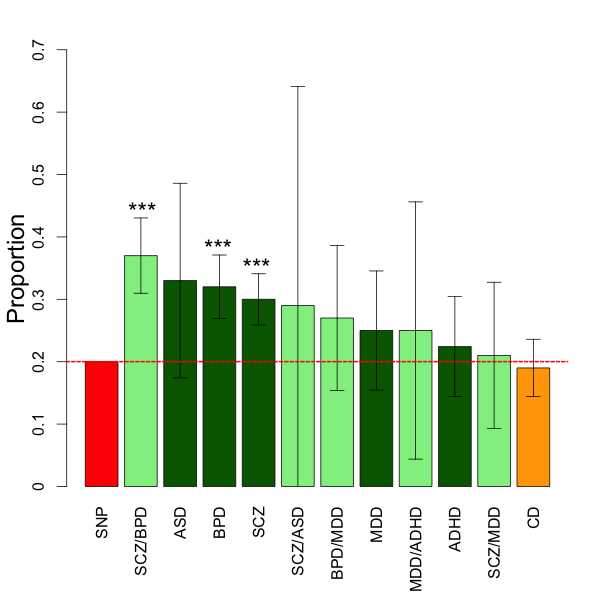 Proportion
0.7
0.6
0.5
0.4
0.3
0.2
0.1
0
***
***
***
SNP
SCZ/BPD
ASD
BPD
SCZ
SCZ/ASD
BPD/MDD
MDD
MDD/ADHD
ADHD
SCZ/MDD
CD